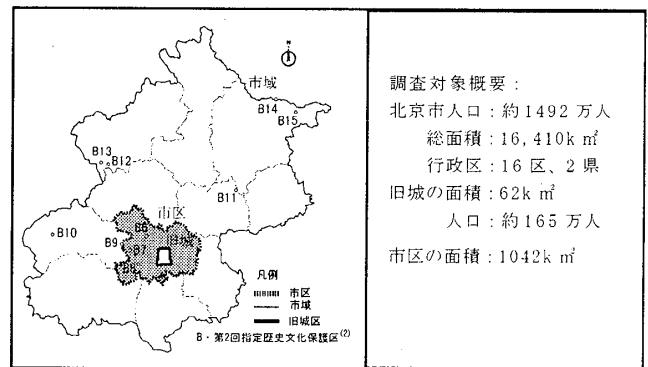 N
市域
B14
B15
B13
B12
B11
市区
B10
B6
B9
旧城
B7
B8
凡例
市区
市域
旧城区
B・第2回指定歴史文化保護区(2)
調査対象概要：
北京市人口：約1492万人
総面積：16,410k㎡
行政区：16区、2県
旧城の面積：62k㎡
人口：約165万人
市区の面積：1042k㎡